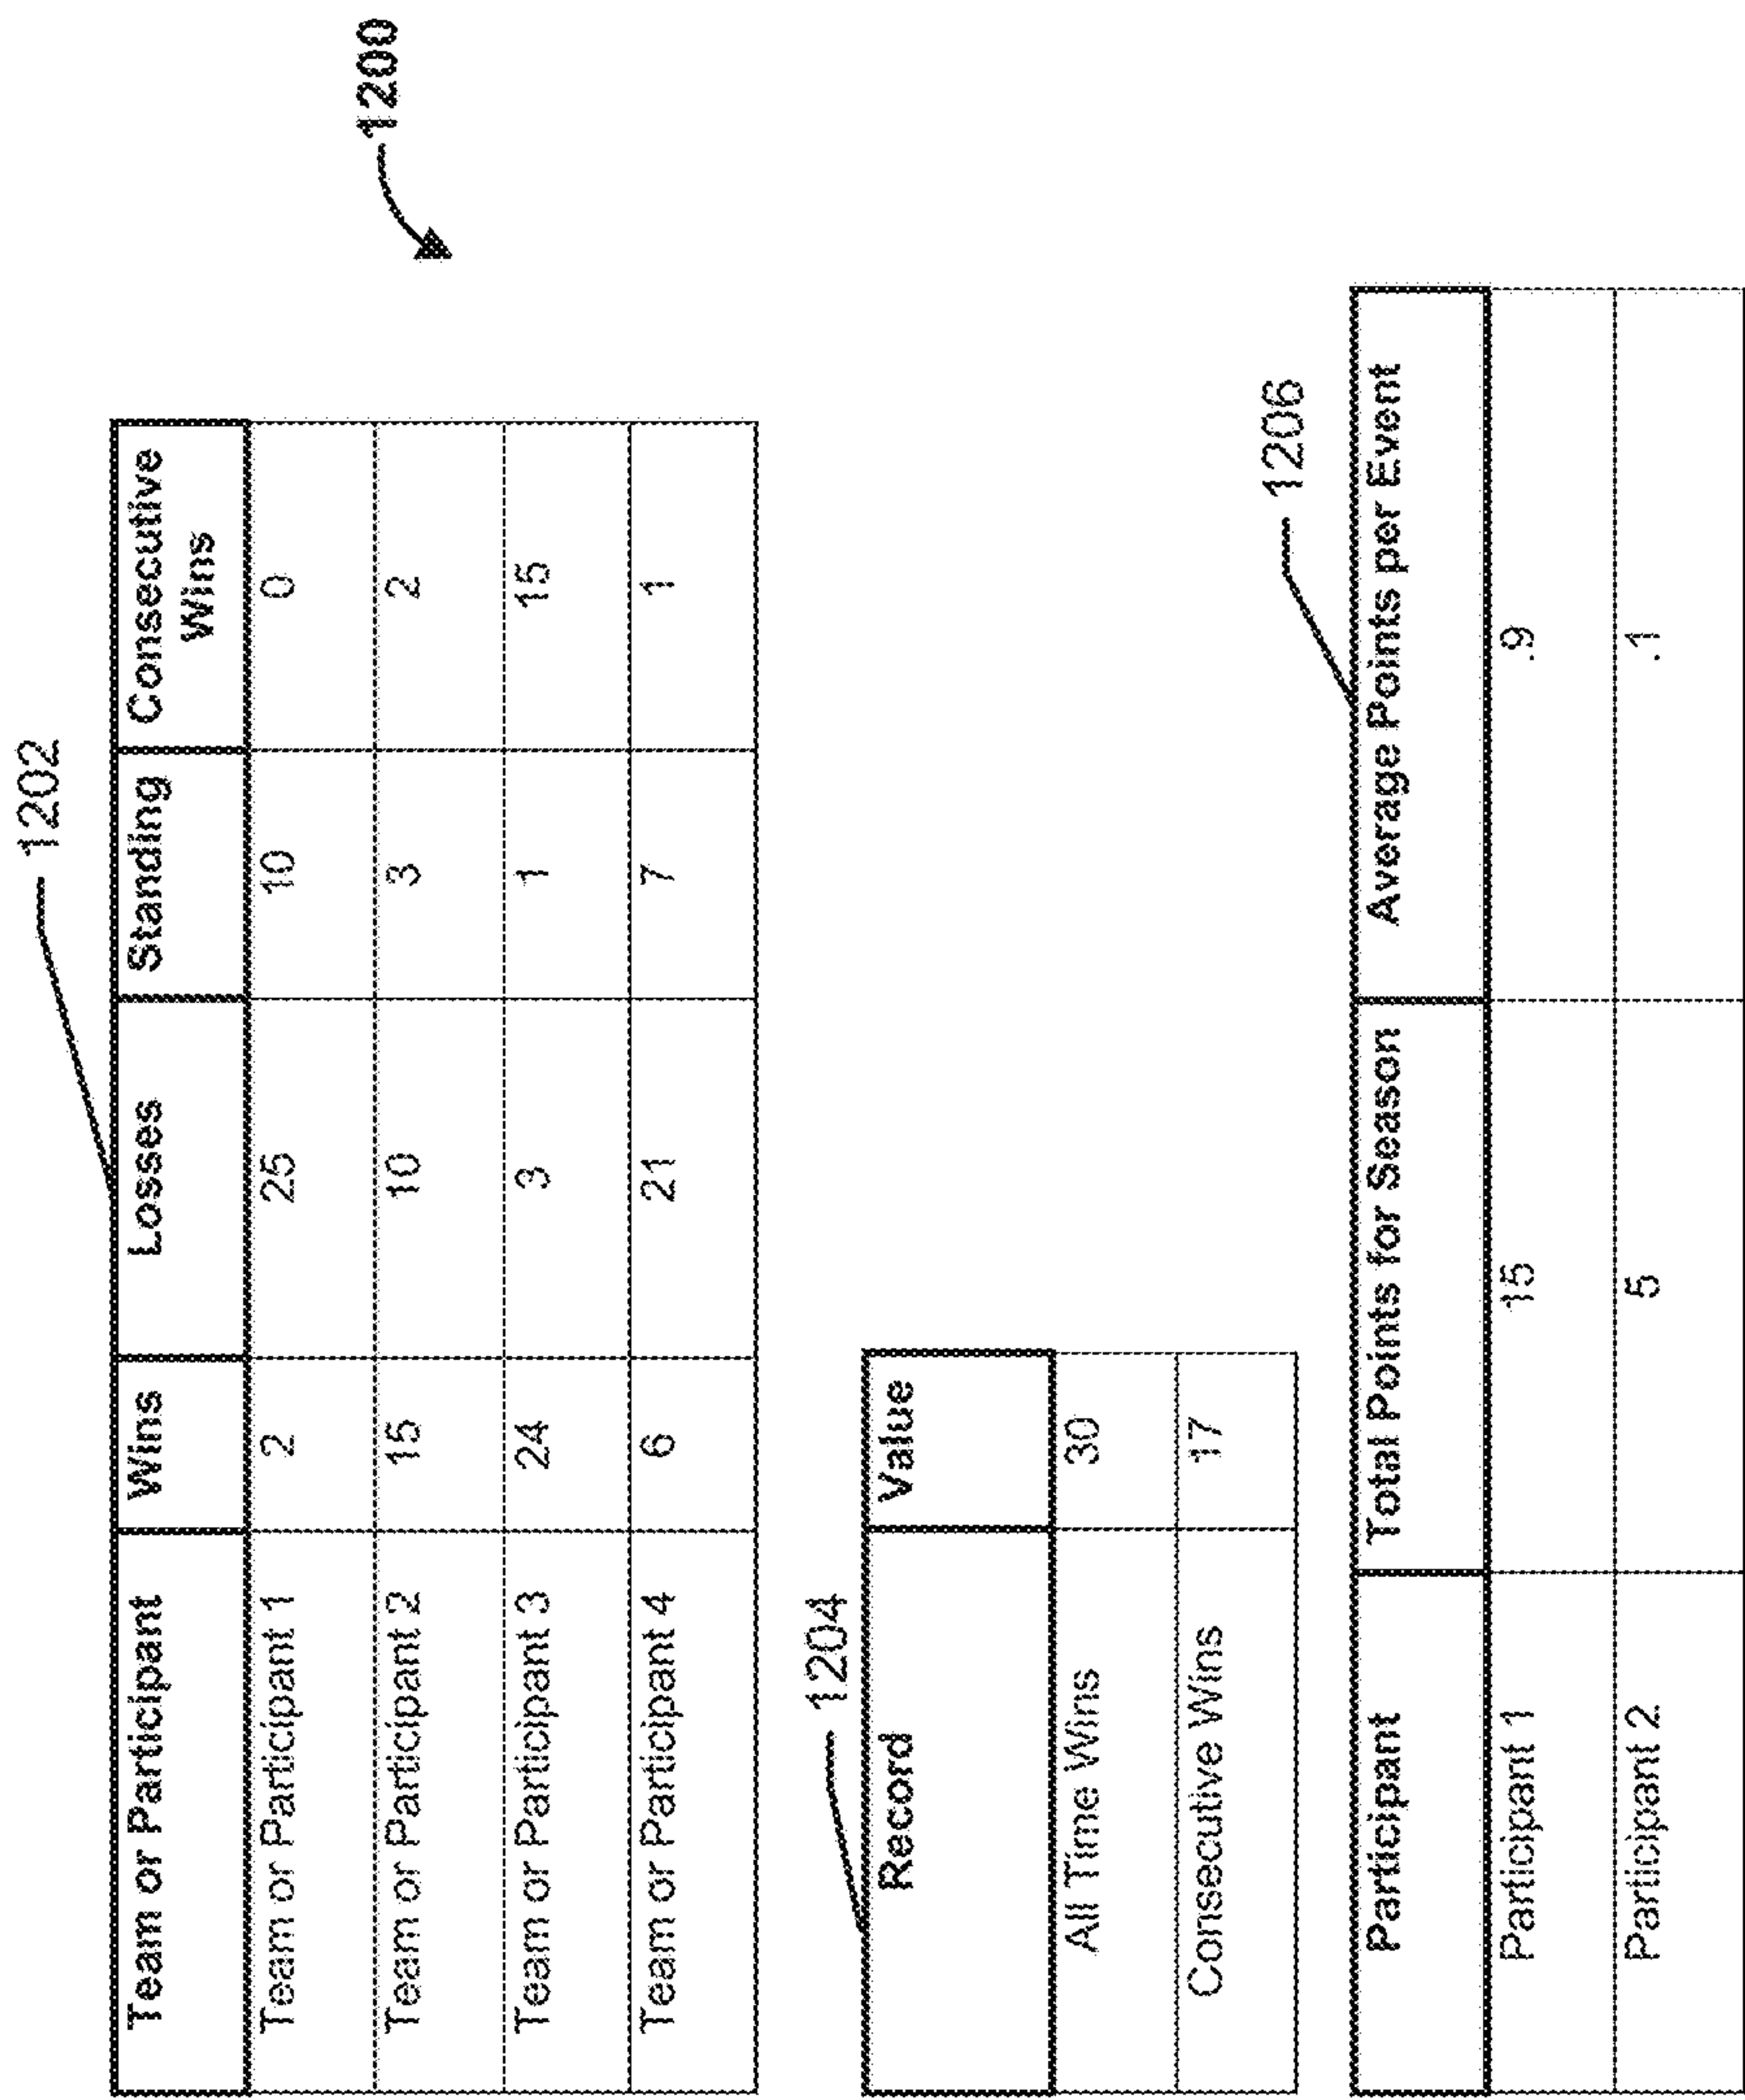 1200
1202
Team or Participant Wins Losses Standing Consecutive
Wins
Team or Participant 1 2 25 10 0
Team or Participant 2 15 10 3 2
Team or Participant 3 24 3 1 15
Team or Participant 4 6 21 7 1
1204
Record Value
All Time Wins 30
Consecutive Wins 17
1206
Participant Total Points for Season Average Points per Event
Participant 1 15 .9
Participant 2 5 .1